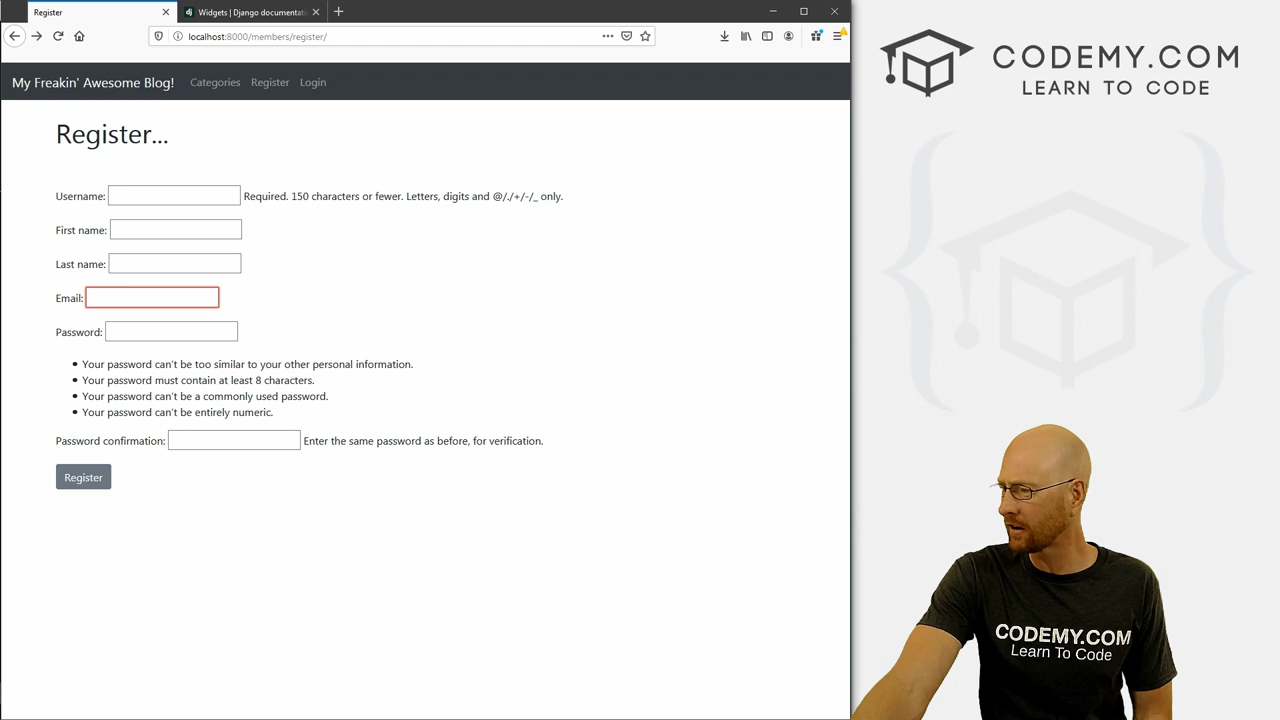 Register
Widgets | Django documentati
localhost:8000/members/register/
My Freakin' Awesome Blog!
Categories
Register
Login
Register...
Username:
Required. 150 characters or fewer. Letters, digits and @/./+/-/_ only.
First name:
Last name:
Email:
Password:
Your password can't be too similar to your other personal information.
Your password must contain at least 8 characters.
Your password can't be a commonly used password.
Your password can't be entirely numeric.
Password confirmation:
Enter the same password as before, for verification.
Register
CODEMY.COM
LEARN TO CODE
CODEMY.COM
Learn To Code